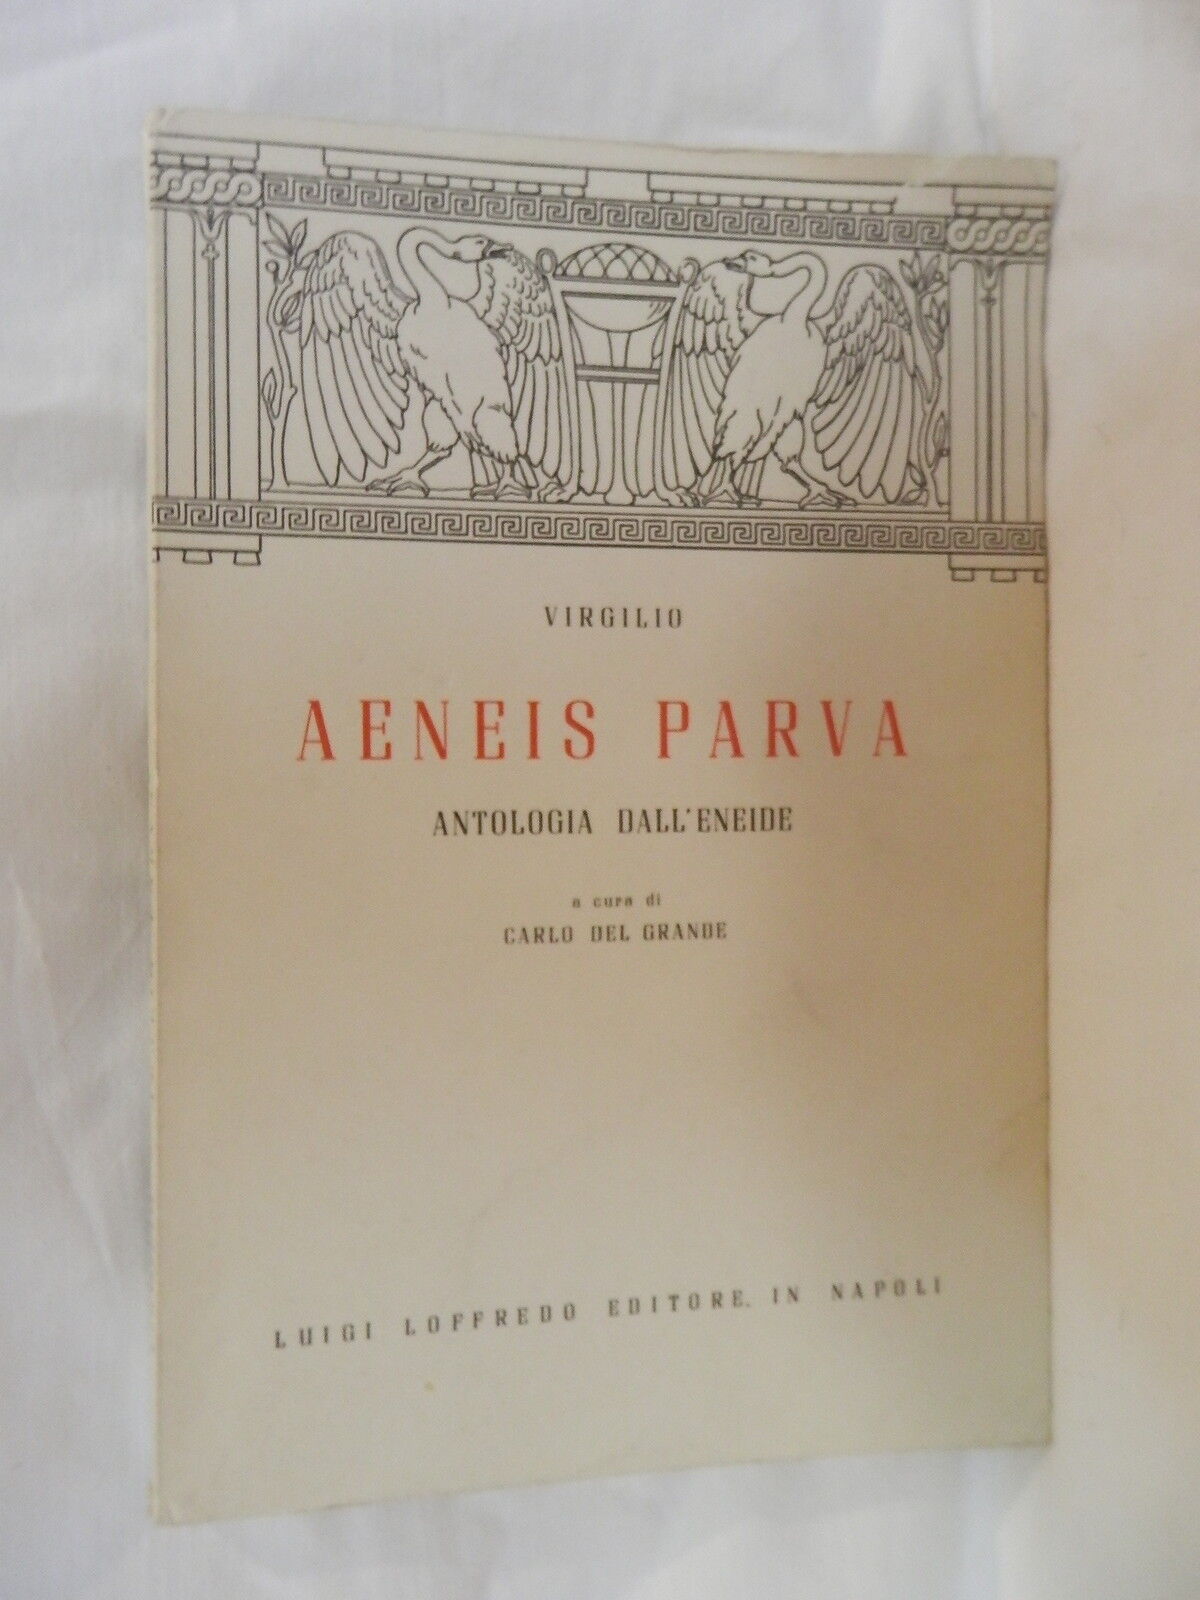 VIRGILIO
AENEIS PARVA
ANTOLOGIA DALL'ENEIDE
a cura di
CARLO DEL GRANDE
LUIGI LOFFREDO EDITORE, IN NAPOLI